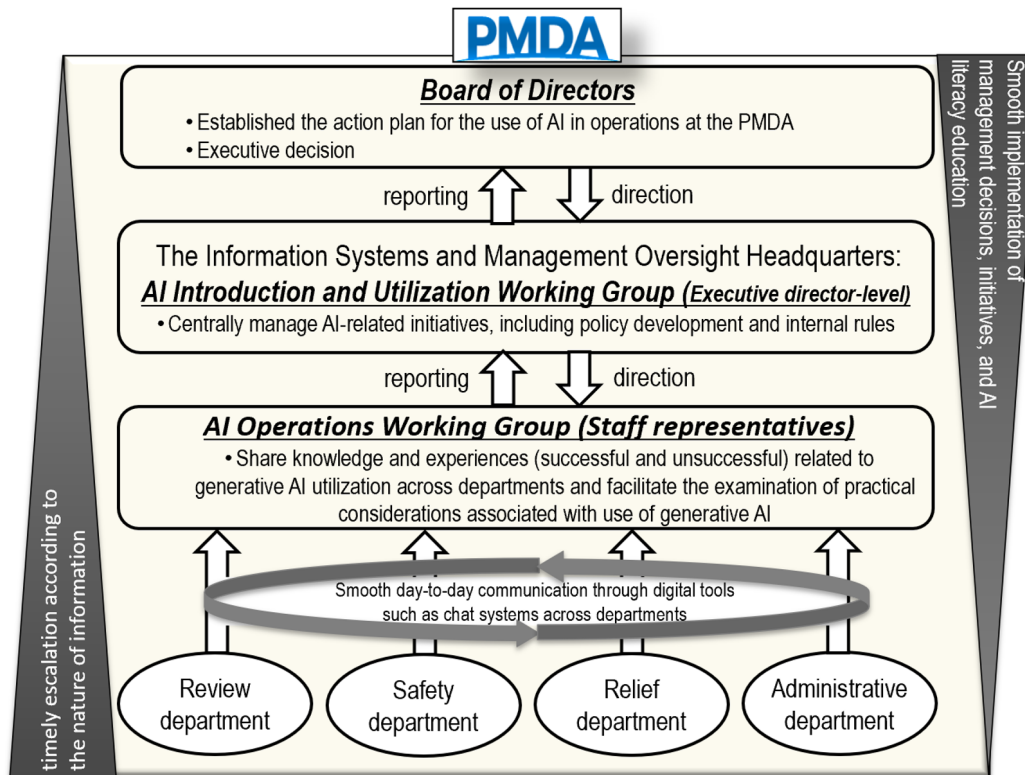 PMDA
Board of Directors
• Established the action plan for the use of AI in operations at the PMDA
• Executive decision
reporting
direction
The Information Systems and Management Oversight Headquarters:
AI Introduction and Utilization Working Group (Executive director-level)
• Centrally manage AI-related initiatives, including policy development and internal rules
reporting
direction
AI Operations Working Group (Staff representatives)
• Share knowledge and experiences (successful and unsuccessful) related to
generative AI utilization across departments and facilitate the examination of practical
considerations associated with use of generative AI
Smooth day-to-day communication through digital tools
such as chat systems across departments
Review
department
Safety
department
Relief
department
Administrative
department
timely escalation according to
the nature of information
Smooth implementation of
management decisions, initiatives, and AI
literacy education